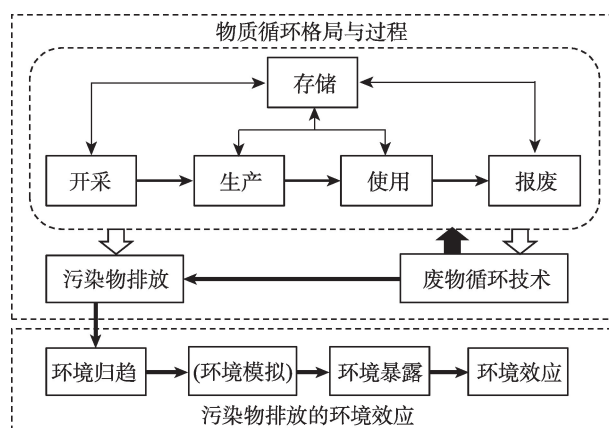 物质循环格局与过程
存储
开采
生产
使用
报废
污染物排放
废物循环技术
环境归趋
(环境模拟)
环境暴露
环境效应
污染物排放的环境效应